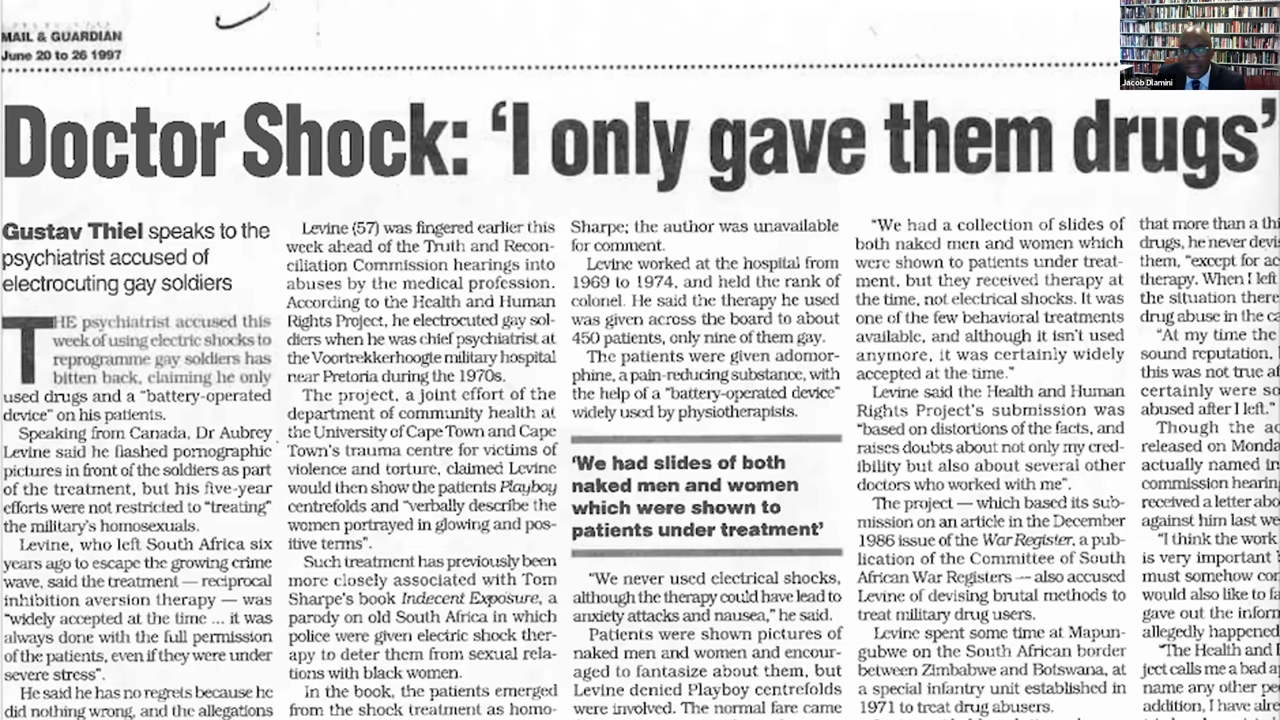 MAIL & GUARDIAN
June 20 to 26 1997
Jacob Dlamini
Doctor Shock: ‘I only gave them drugs’
Gustav Thiel speaks to the
psychiatrist accused of
electrocuting gay soldiers
THE psychiatrist accused this
week of using electric shocks to
reprogramme gay soldiers has
bitten back, claiming he only
used drugs and a “battery-operated
device” on his patients.
Speaking from Canada, Dr Aubrey
Levine said he flashed pornographic
pictures in front of the soldiers as part
of the treatment, but his five-year
efforts were not restricted to “treating”
the military’s homosexuals.
Levine, who left South Africa six
years ago to escape the growing crime
wave, said the treatment — reciprocal
inhibition aversion therapy — was
“widely accepted at the time ... it was
always done with the full permission
of the patients, even if they were under
severe stress”.
He said he has no regrets because he
did nothing wrong, and the allegations
Levine (57) was fingered earlier this
week ahead of the Truth and Recon-
ciliation Commission hearings into
abuses by the medical profession.
According to the Health and Human
Rights Project, he electrocuted gay sol-
diers when he was chief psychiatrist at
the Voortrekkerhoogte military hospital
near Pretoria during the 1970s.
The project, a joint effort of the
department of community health at
the University of Cape Town and Cape
Town’s trauma centre for victims of
violence and torture, claimed Levine
would then show the patients Playboy
centrefolds and “verbally describe the
women portrayed in glowing and pos-
itive terms”.
Such treatment has previously been
more closely associated with Tom
Sharpe’s book Indecent Exposure, a
parody on old South Africa in which
police were given electric shock ther-
apy to deter them from sexual rela-
tions with black women.
In the book, the patients emerged
from the shock treatment as homo-
Sharpe; the author was unavailable
for comment.
Levine worked at the hospital from
1969 to 1974, and held the rank of
colonel. He said the therapy he used
was given across the board to about
450 patients, only nine of them gay.
The patients were given adomor-
phine, a pain-reducing substance, with
the help of a “battery-operated device”
widely used by physiotherapists.
‘We had slides of both
naked men and women
which were shown to
patients under treatment’
“We never used electrical shocks,
although the therapy could have lead to
anxiety attacks and nausea,” he said.
Patients were shown pictures of
naked men and women and encour-
aged to fantasize about them, but
Levine denied Playboy centrefolds
were involved. The normal fare came
“We had a collection of slides of
both naked men and women which
were shown to patients under treat-
ment, but they received therapy at
the time, not electrical shocks. It was
one of the few behavioral treatments
available, and although it isn’t used
anymore, it was certainly widely
accepted at the time.”
Levine said the Health and Human
Rights Project’s submission was
“based on distortions of the facts, and
raises doubts about not only my cred-
ibility but also about several other
doctors who worked with me”.
The project — which based its sub-
mission on an article in the December
1986 issue of the War Register, a pub-
lication of the Committee of South
African War Registers — also accused
Levine of devising brutal methods to
treat military drug users.
Levine spent some time at Mapun-
gubwe on the South African border
between Zimbabwe and Botswana, at
a special infantry unit established in
1971 to treat drug abusers.
that more than a th
drugs, he never devi
them, “except for ac
therapy. When I left
the situation there
drug abuse in the ca
“At my time the
sound reputation,
this was not true af
certainly were so
abused after I left.”
Though the ac
released on Monda
actually named in
commission hearin
received a letter abo
against him last we
“I think the work
is very important
must somehow con
would also like to fa
gave out the inform
allegedly happened
“The Health and
ject calls me a bad a
name any other pe
addition, I have alre